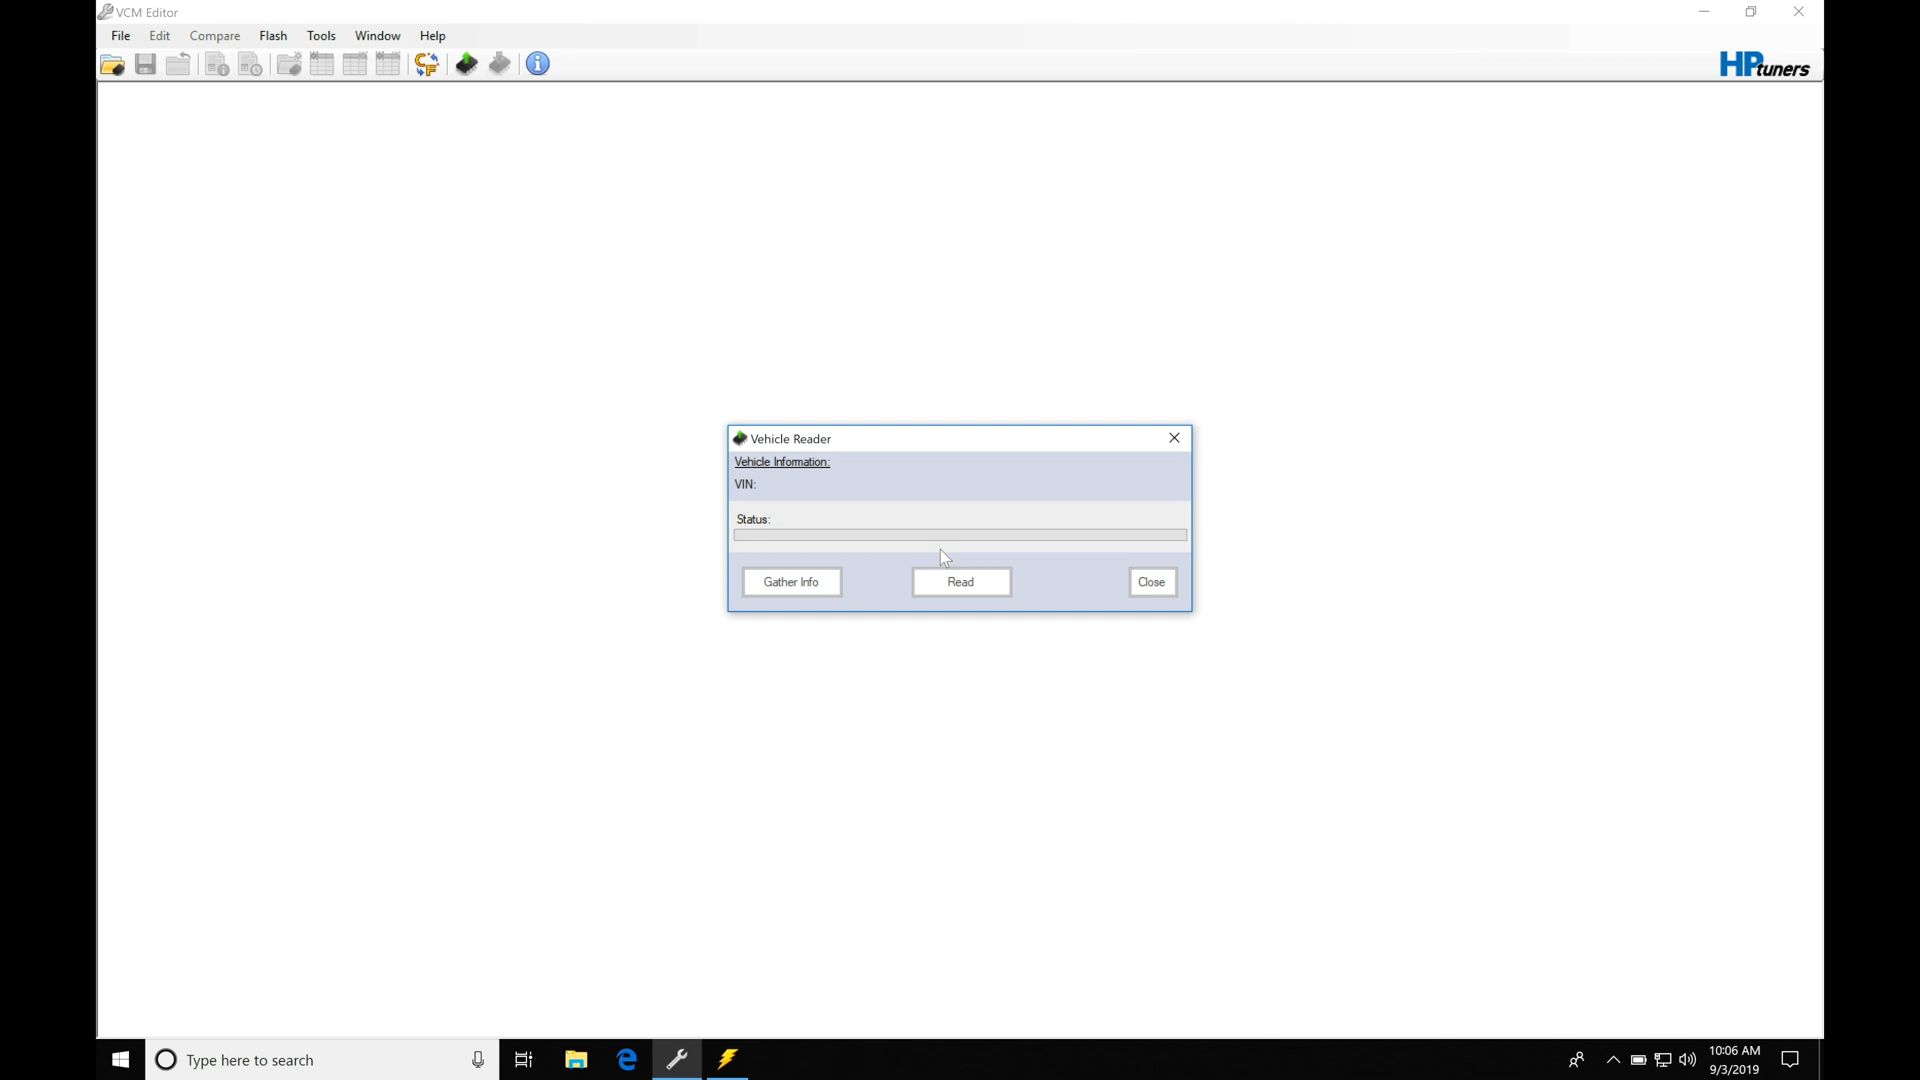 VCM Editor
File Edit Compare Flash Tools Window Help
HPtuners
Vehicle Reader
Vehicle Information:
VIN:
Status:
Gather Info Read Close
Type here to search
10:06 AM
9/3/2019